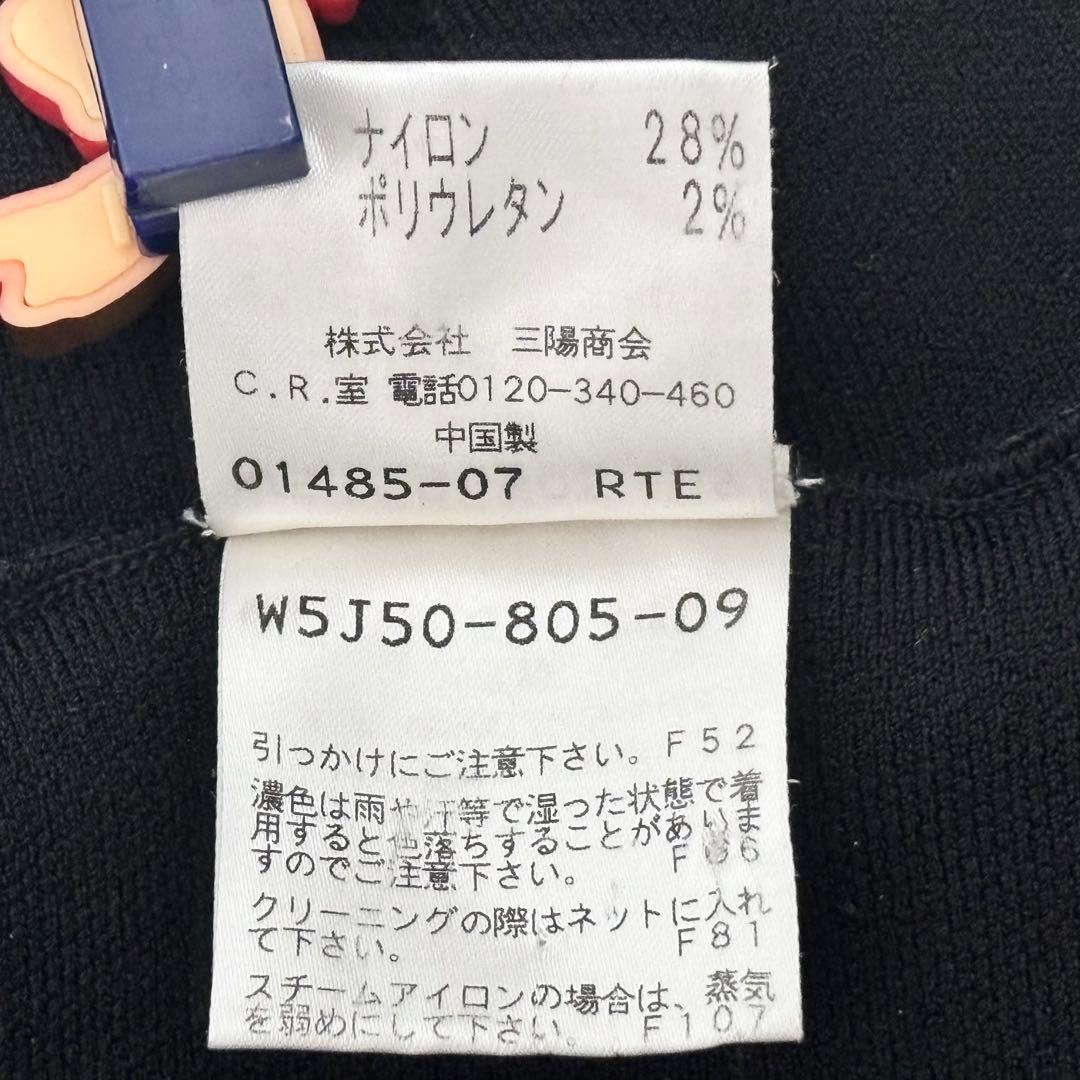 ナイロン 28%
ポリウレタン 2%
株式会社 三陽商会
C.R.室 電話0120-340-460
中国製
01485-07 RTE
W5J50-805-09
引つかけにご注意下さい。F52
濃色は雨や汗等で湿った状態で着
用すると色落ちすることがあいま
すのでご注意下さい。
クリーニングの際はネットに入れ
て下さい。 F81
スチームアイロンの場合は、蒸気
を弱めにして下さい。 F107